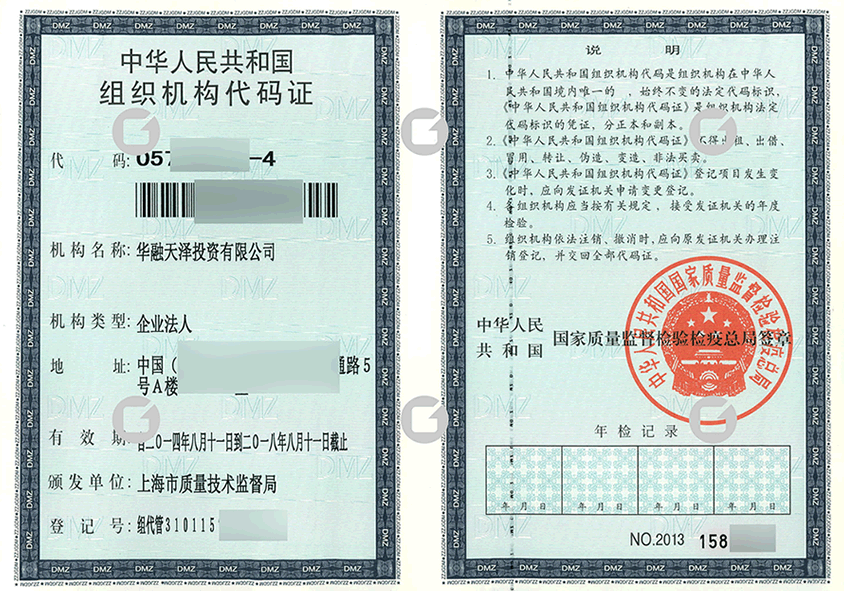 中华人民共和国
组织机构代码证
代 码: 057 -4
机构名称: 华融天泽投资有限公司
机构类型: 企业法人
地 址: 中国( 通路5
号A楼
有 效 期: 自二〇一四年八月十一日到二〇一八年八月十一日截止
颁发单位: 上海市质量技术监督局
登 记 号: 组代管310115
说 明
1. 中华人民共和国组织机构代码是组织机构在中华人
民共和国境内唯一的、始终不变的法定代码标识,
《中华人民共和国组织机构代码证》是组织机构法定
代码标识的凭证,分正本和副本。
2.《中华人民共和国组织机构代码证》不得出租、出借、
冒用、转让、伪造、变造、非法买卖。
3.《中华人民共和国组织机构代码证》登记项目发生变
化时、应向发证机关申请变更登记。
4. 各组织机构应当按有关规定,接受发证机关的年度
检验。
5. 组织机构依法注销、撤消时,应向原发证机关办理注
销登记,并交回全部代码证。
中华人民共和国国家质量监督检验检疫总局
中华人民
共和国 国家质量监督检验检疫总局签章
年检记录
年 月 日 年 月 日 年 月 日 年 月 日
NO.2013 158